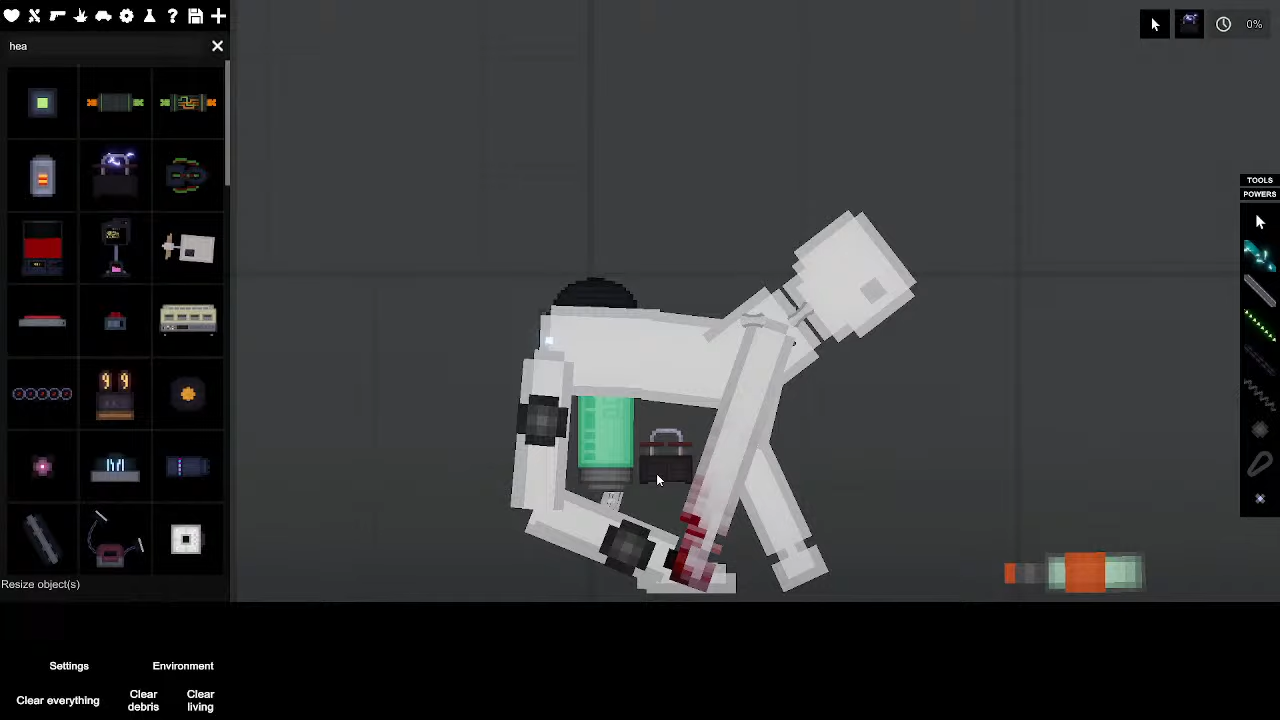 hea
0%
TOOLS
POWERS
Resize object(s)
Settings
Environment
Clear everything
Clear
debris
Clear
living